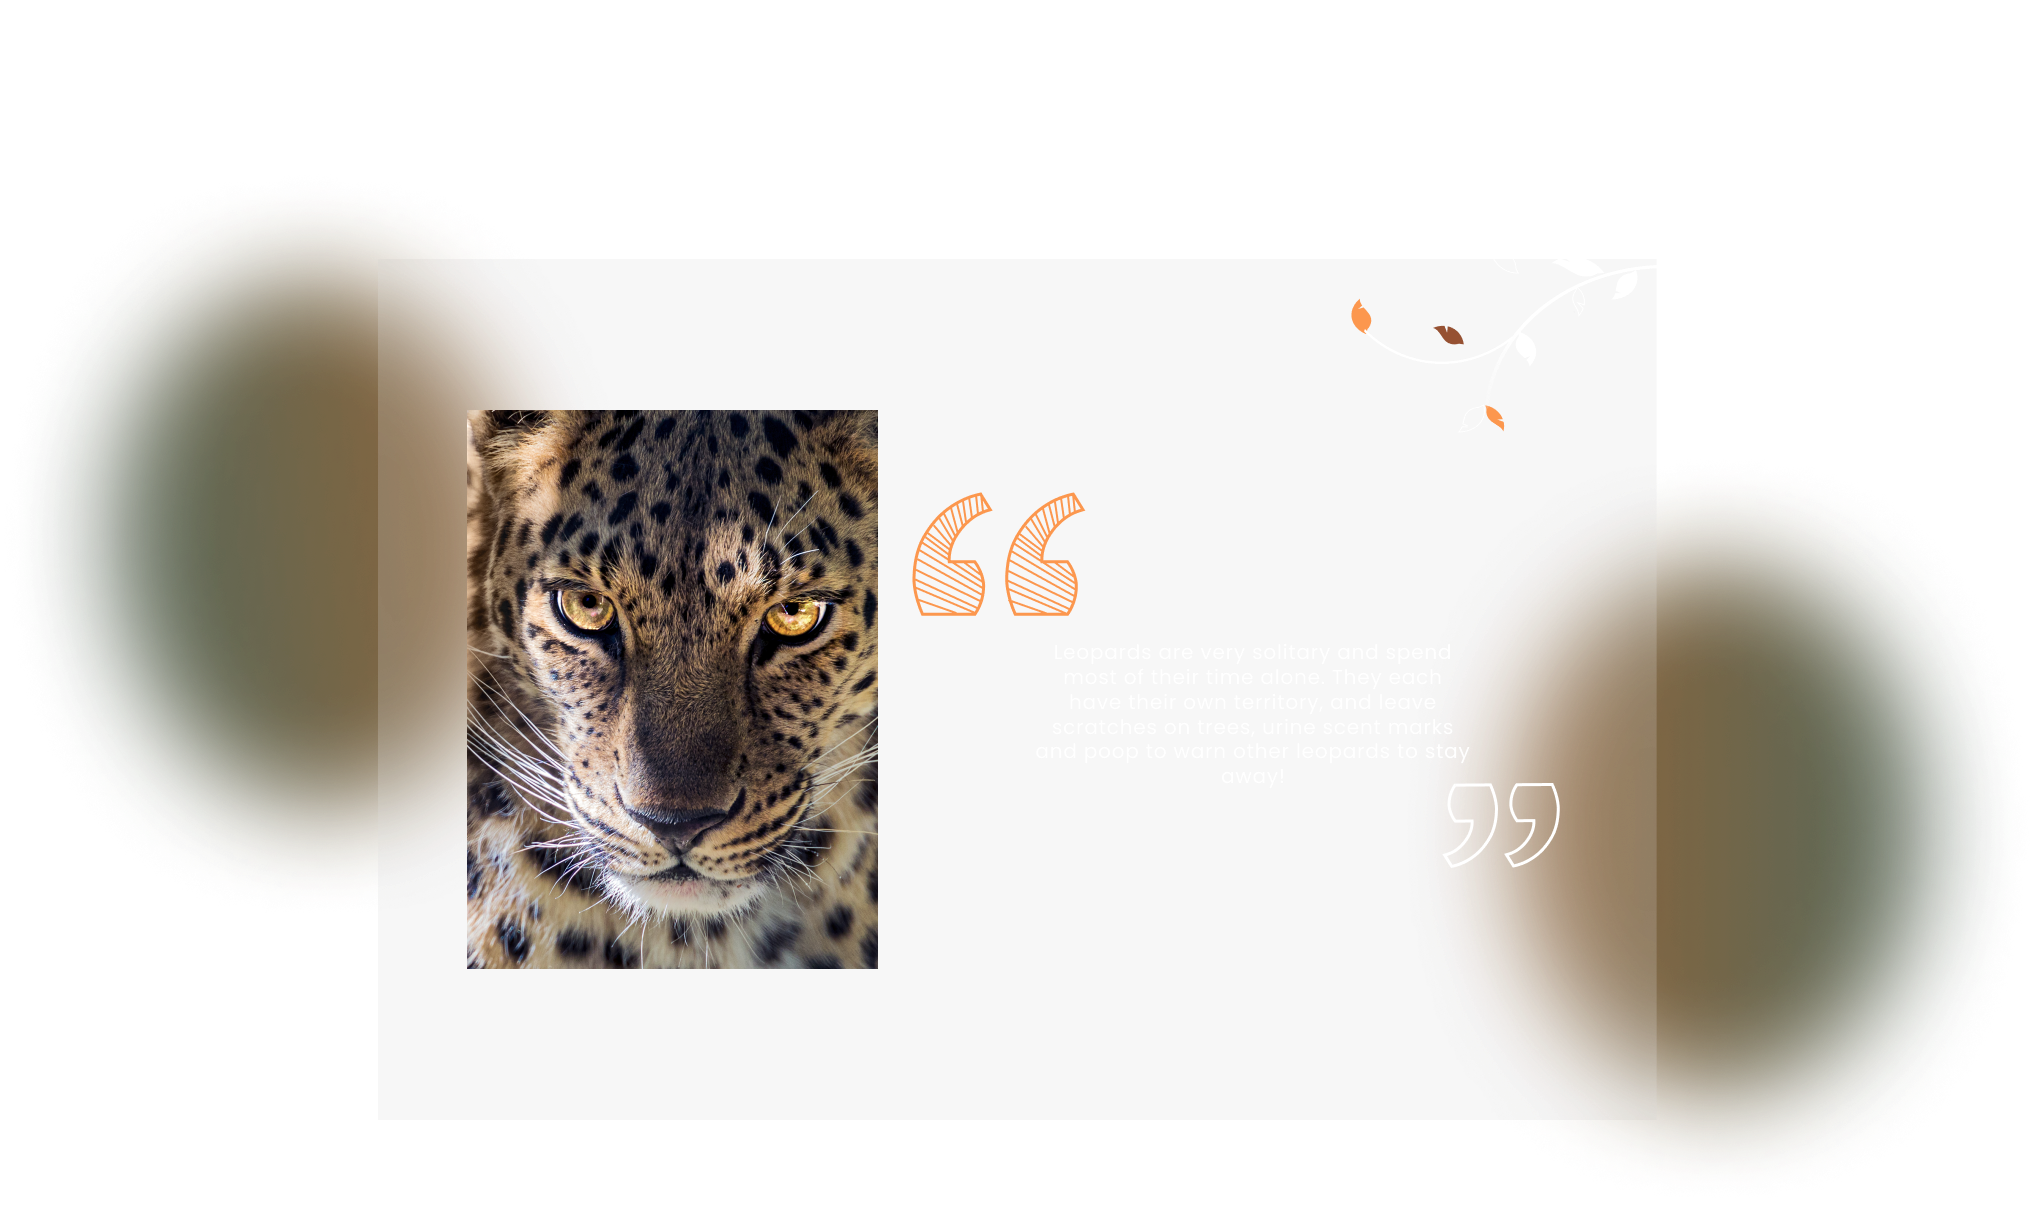 Leopards are very solitary and spend
most of their time alone. They each
have their own territory, and leave
scratches on trees, urine scent marks
and poop to warn other leopards to stay
away!.